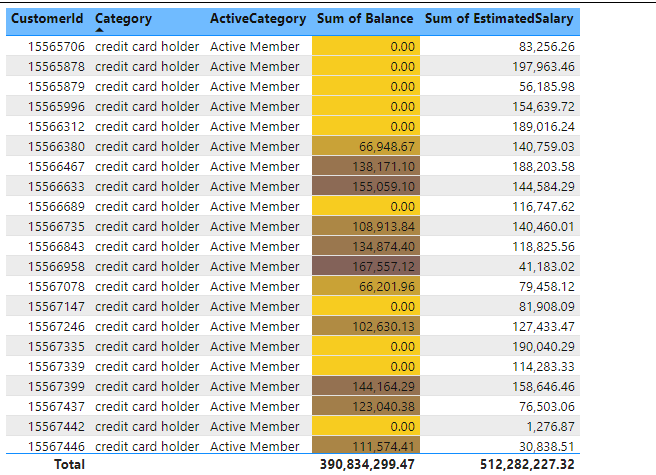 CustomerId Category ActiveCategory Sum of Balance Sum of EstimatedSalary
15565706 credit card holder Active Member 0.00 83,256.26
15565878 credit card holder Active Member 0.00 197,963.46
15565879 credit card holder Active Member 0.00 56,185.98
15565996 credit card holder Active Member 0.00 154,639.72
15566312 credit card holder Active Member 0.00 189,016.24
15566380 credit card holder Active Member 66,948.67 140,759.03
15566467 credit card holder Active Member 138,171.10 188,203.58
15566633 credit card holder Active Member 155,059.10 144,584.29
15566689 credit card holder Active Member 0.00 116,747.62
15566735 credit card holder Active Member 108,913.84 140,460.01
15566843 credit card holder Active Member 134,874.40 118,825.56
15566958 credit card holder Active Member 167,557.12 41,183.02
15567078 credit card holder Active Member 66,201.96 79,458.12
15567147 credit card holder Active Member 0.00 81,908.09
15567246 credit card holder Active Member 102,630.13 127,433.47
15567335 credit card holder Active Member 0.00 190,040.29
15567339 credit card holder Active Member 0.00 114,283.33
15567399 credit card holder Active Member 144,164.29 158,646.46
15567437 credit card holder Active Member 123,040.38 76,503.06
15567442 credit card holder Active Member 0.00 1,276.87
15567446 credit card holder Active Member 111,574.41 30,838.51
Total 390,834,299.47 512,282,227.32